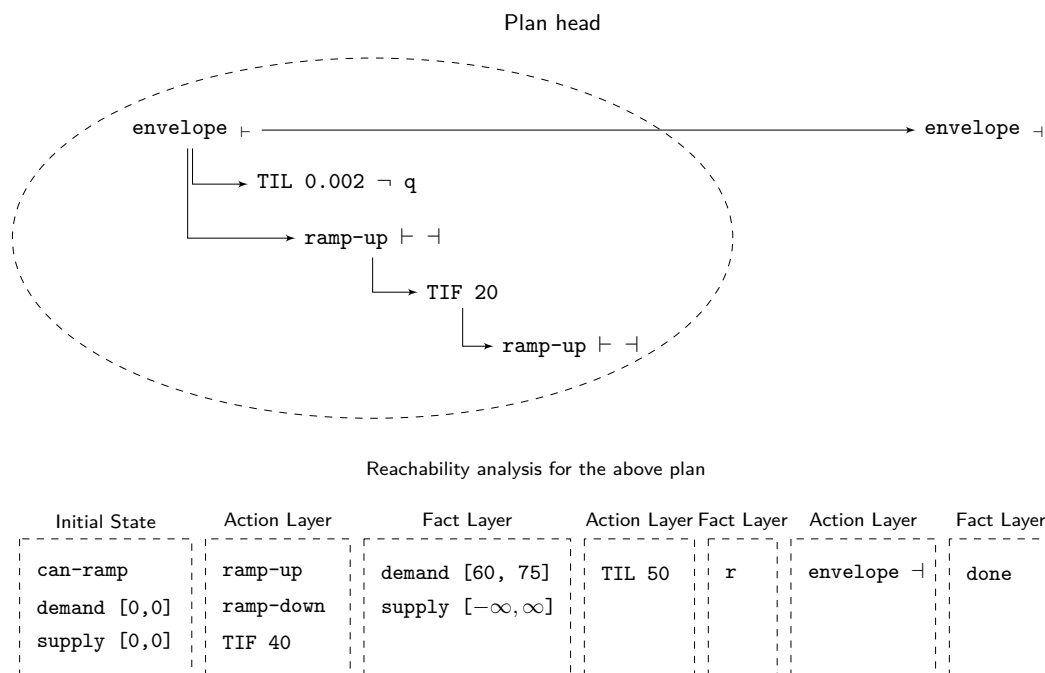 Plan head
envelope ⊢
envelope ⊣
TIL 0.002 ¬ q
ramp-up ⊢ ⊣
TIF 20
ramp-up ⊢ ⊣
Reachability analysis for the above plan
Initial State
can-ramp
demand [0,0]
supply [0,0]
Action Layer
ramp-up
ramp-down
TIF 40
Fact Layer
demand [60, 75]
supply [−∞,∞]
Action Layer
TIL 50
Fact Layer
r
Action Layer
envelope ⊣
Fact Layer
done